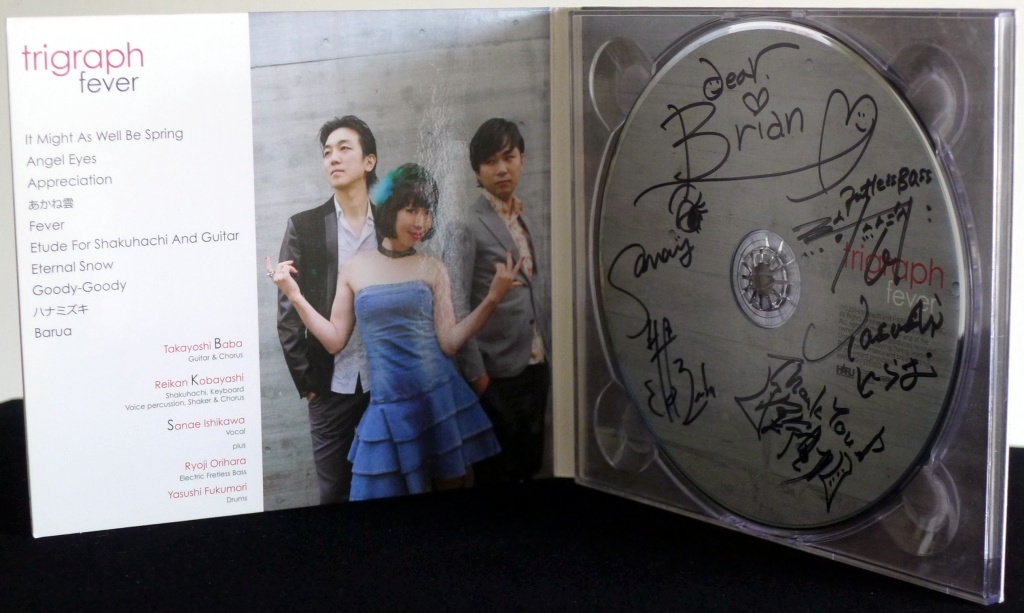 trigraph
fever
It Might As Well Be Spring
Angel Eyes
Appreciation
あかね雲
Fever
Etude For Shakuhachi And Guitar
Eternal Snow
Goody-Goody
ハナミズキ
Barua
Takayoshi Baba
Guitar & Chorus
Reikan Kobayashi
Shakuhachi, Keyboard
Voice percussion, Shaker & Chorus
Sanae Ishikawa
Vocal
plus
Ryoji Orihara
Electric Fretless Bass
Yasushi Fukumori
Drums
Dear
Brian
Fretless Bass
trigraph
fever
Thank You